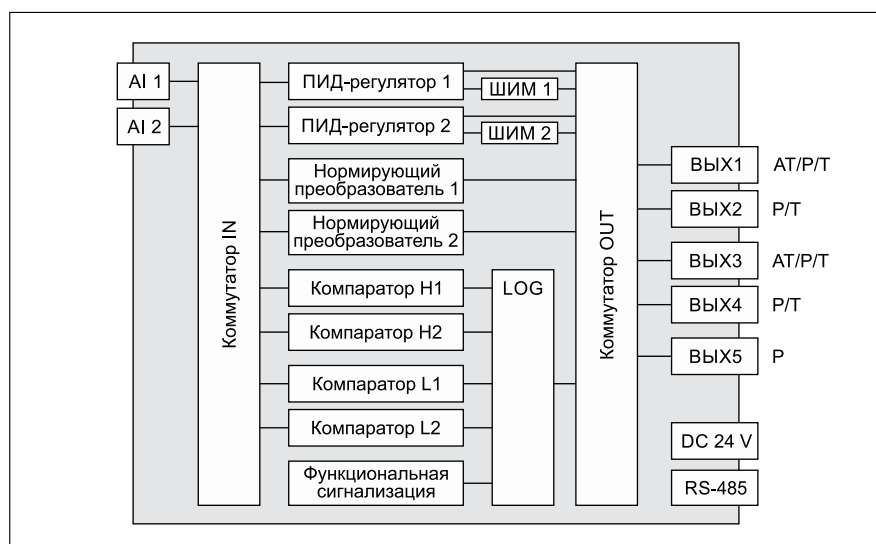 AI 1
AI 2
Коммутатор IN
ПИД-регулятор 1
ШИМ 1
ПИД-регулятор 2
ШИМ 2
Нормирующий
преобразователь 1
Нормирующий
преобразователь 2
Компаратор H1
Компаратор H2
Компаратор L1
Компаратор L2
Функциональная
сигнализация
LOG
Коммутатор OUT
ВЫХ1 АТ/Р/Т
ВЫХ2 Р/Т
ВЫХ3 АТ/Р/Т
ВЫХ4 Р/Т
ВЫХ5 Р
DC 24 V
RS-485